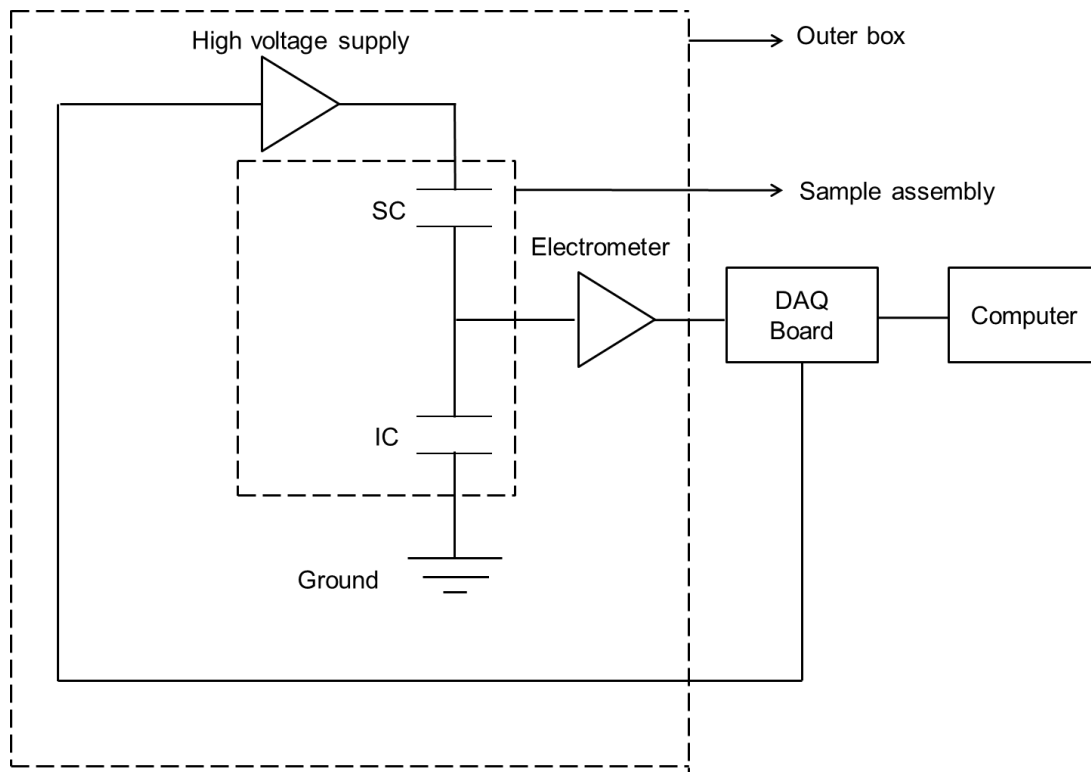 High voltage supply
Outer box
SC
Sample assembly
Electrometer
DAQ
Board
Computer
IC
Ground